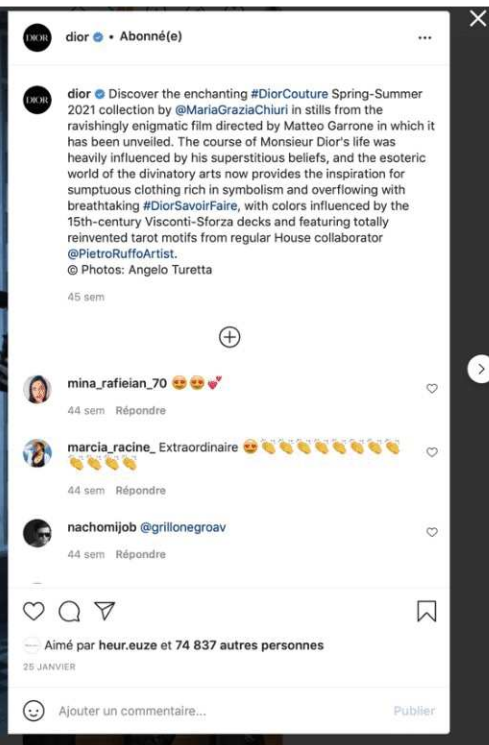 DIOR dior • Abonné(e)
DIOR
dior Discover the enchanting #DiorCouture Spring-Summer
2021 collection by @MariaGraziaChiuri in stills from the
ravishingly enigmatic film directed by Matteo Garrone in which it
has been unveiled. The course of Monsieur Dior's life was
heavily influenced by his superstitious beliefs, and the esoteric
world of the divinatory arts now provides the inspiration for
sumptuous clothing rich in symbolism and overflowing with
breathtaking #DiorSavoirFaire, with colors influenced by the
15th-century Visconti-Sforza decks and featuring totally
reinvented tarot motifs from regular House collaborator
@PietroRuffoArtist.
© Photos: Angelo Turetta
45 sem
mina_rafieian_70 😍😍💕
44 sem Répondre
marcia_racine_ Extraordinaire 😍👏👏👏👏👏👏👏👏
👏👏👏👏
44 sem Répondre
nachomijob @grillonegroav
44 sem Répondre
Aimé par heur.euze et 74 837 autres personnes
25 JANVIER
Ajouter un commentaire... Publier